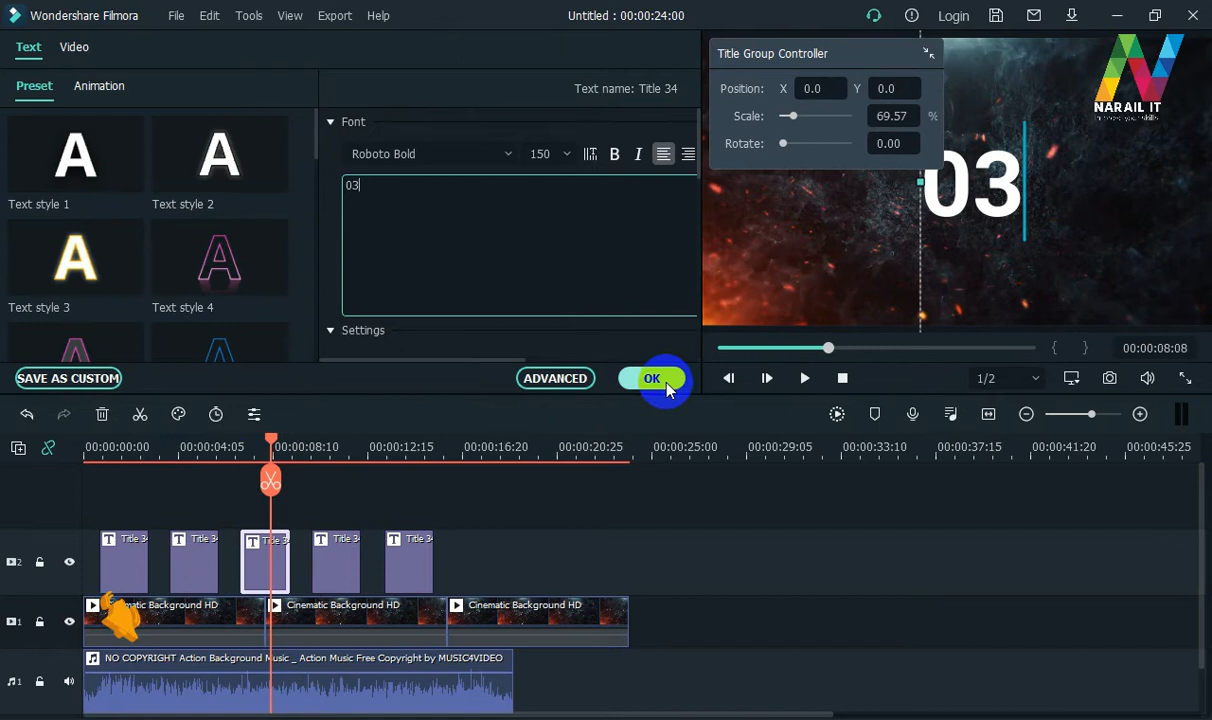 Wondershare Filmora File Edit Tools View Export Help Untitled : 00:00:24:00 Login
Text Video
Preset Animation Text name: Title 34
Text style 1 Text style 2
Text style 3 Text style 4
Font
Roboto Bold 150 B I
03
Settings
SAVE AS CUSTOM ADVANCED OK
Title Group Controller
Position: X 0.0 Y 0.0
Scale: 69.57 %
Rotate: 0.00
NARAIL IT
03
00:00:08:08
1/2
00:00:00:00 00:00:04:05 00:00:08:10 00:00:12:15 00:00:16:20 00:00:20:25 00:00:25:00 00:00:29:05 00:00:33:10 00:00:37:15 00:00:41:20 00:00:45:25
2 T Title 34 T Title 34 T Title 3 T Title 34 T Title 34
1 ematic Background HD Cinematic Background HD Cinematic Background HD
1 NO COPYRIGHT Action Background Music _ Action Music Free Copyright by MUSIC4VIDEO